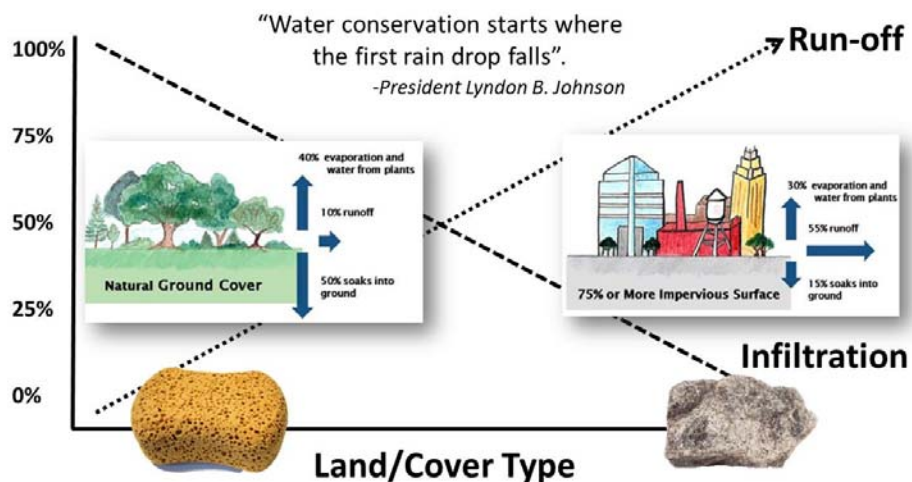 “Water conservation starts where
the first rain drop falls”.
-President Lyndon B. Johnson
Run-off
100%
75%
50%
25%
0%
40% evaporation and
water from plants
10% runoff
50% soaks into
ground
Natural Ground Cover
30% evaporation and
water from plants
55% runoff
15% soaks into
ground
75% or More Impervious Surface
Infiltration
Land/Cover Type